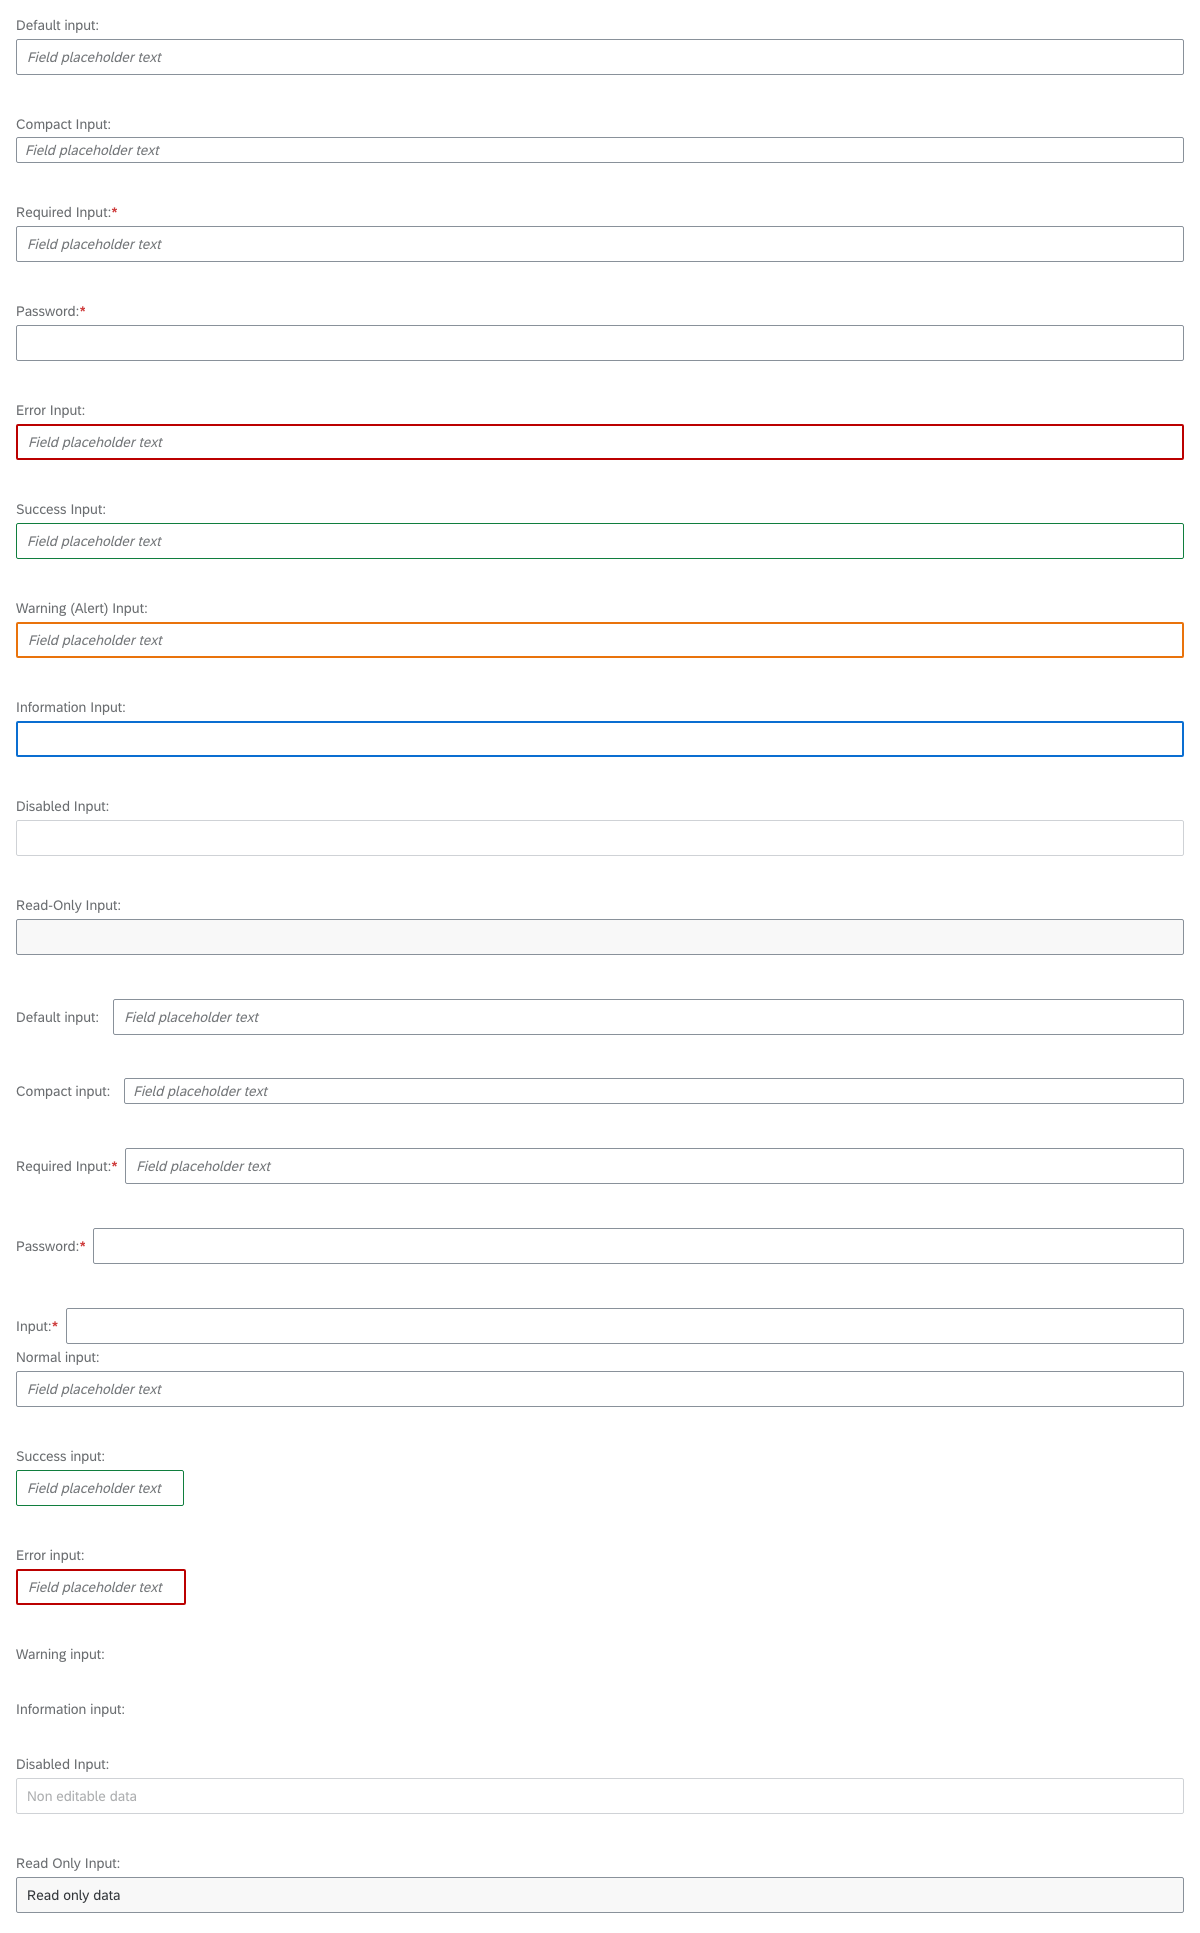 Default input:
Field placeholder text
Compact Input:
Field placeholder text
Required Input:*
Field placeholder text
Password:*
Error Input:
Field placeholder text
Success Input:
Field placeholder text
Warning (Alert) Input:
Field placeholder text
Information Input:
Disabled Input:
Read-Only Input:
Default input: Field placeholder text
Compact input: Field placeholder text
Required Input:* Field placeholder text
Password:*
Input:*
Normal input:
Field placeholder text
Success input:
Field placeholder text
Error input:
Field placeholder text
Warning input:
Information input:
Disabled Input:
Non editable data
Read Only Input:
Read only data